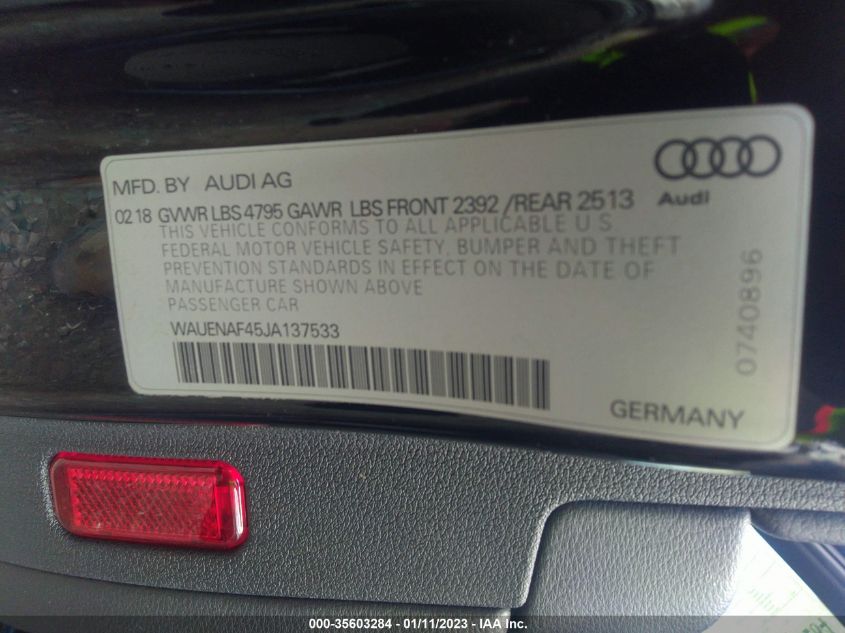 MFD. BY AUDI AG
Audi
02 18 GVWR LBS 4795 GAWR LBS FRONT 2392 /REAR 2513
THIS VEHICLE CONFORMS TO ALL APPLICABLE U S
FEDERAL MOTOR VEHICLE SAFETY, BUMPER AND THEFT
PREVENTION STANDARDS IN EFFECT ON THE DATE OF
MANUFACTURE SHOWN ABOVE
PASSENGER CAR
WAUENAF45JA137533
0740896
GERMANY
000-35603284 - 01/11/2023 - IAA Inc.